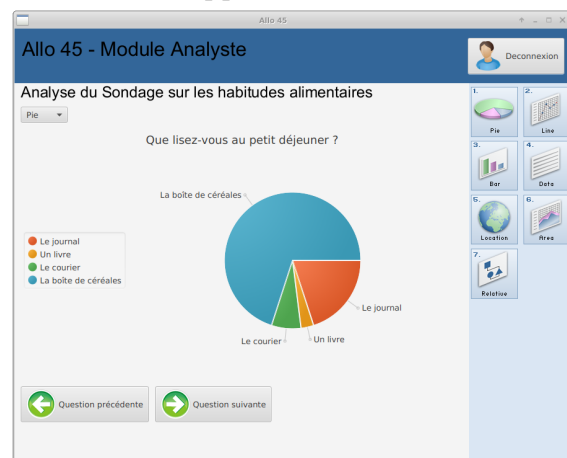 Allo 45
Allo 45 - Module Analyste
Deconnexion
Analyse du Sondage sur les habitudes alimentaires
Pie
Que lisez-vous au petit déjeuner ?
La boîte de céréales
Le journal
Un livre
Le courier
La boîte de céréales
Le journal
Un livre
Le courier
Question précédente
Question suivante
1.
Pie
2.
Line
3.
Bar
4.
Data
5.
Location
6.
Area
7.
Relative